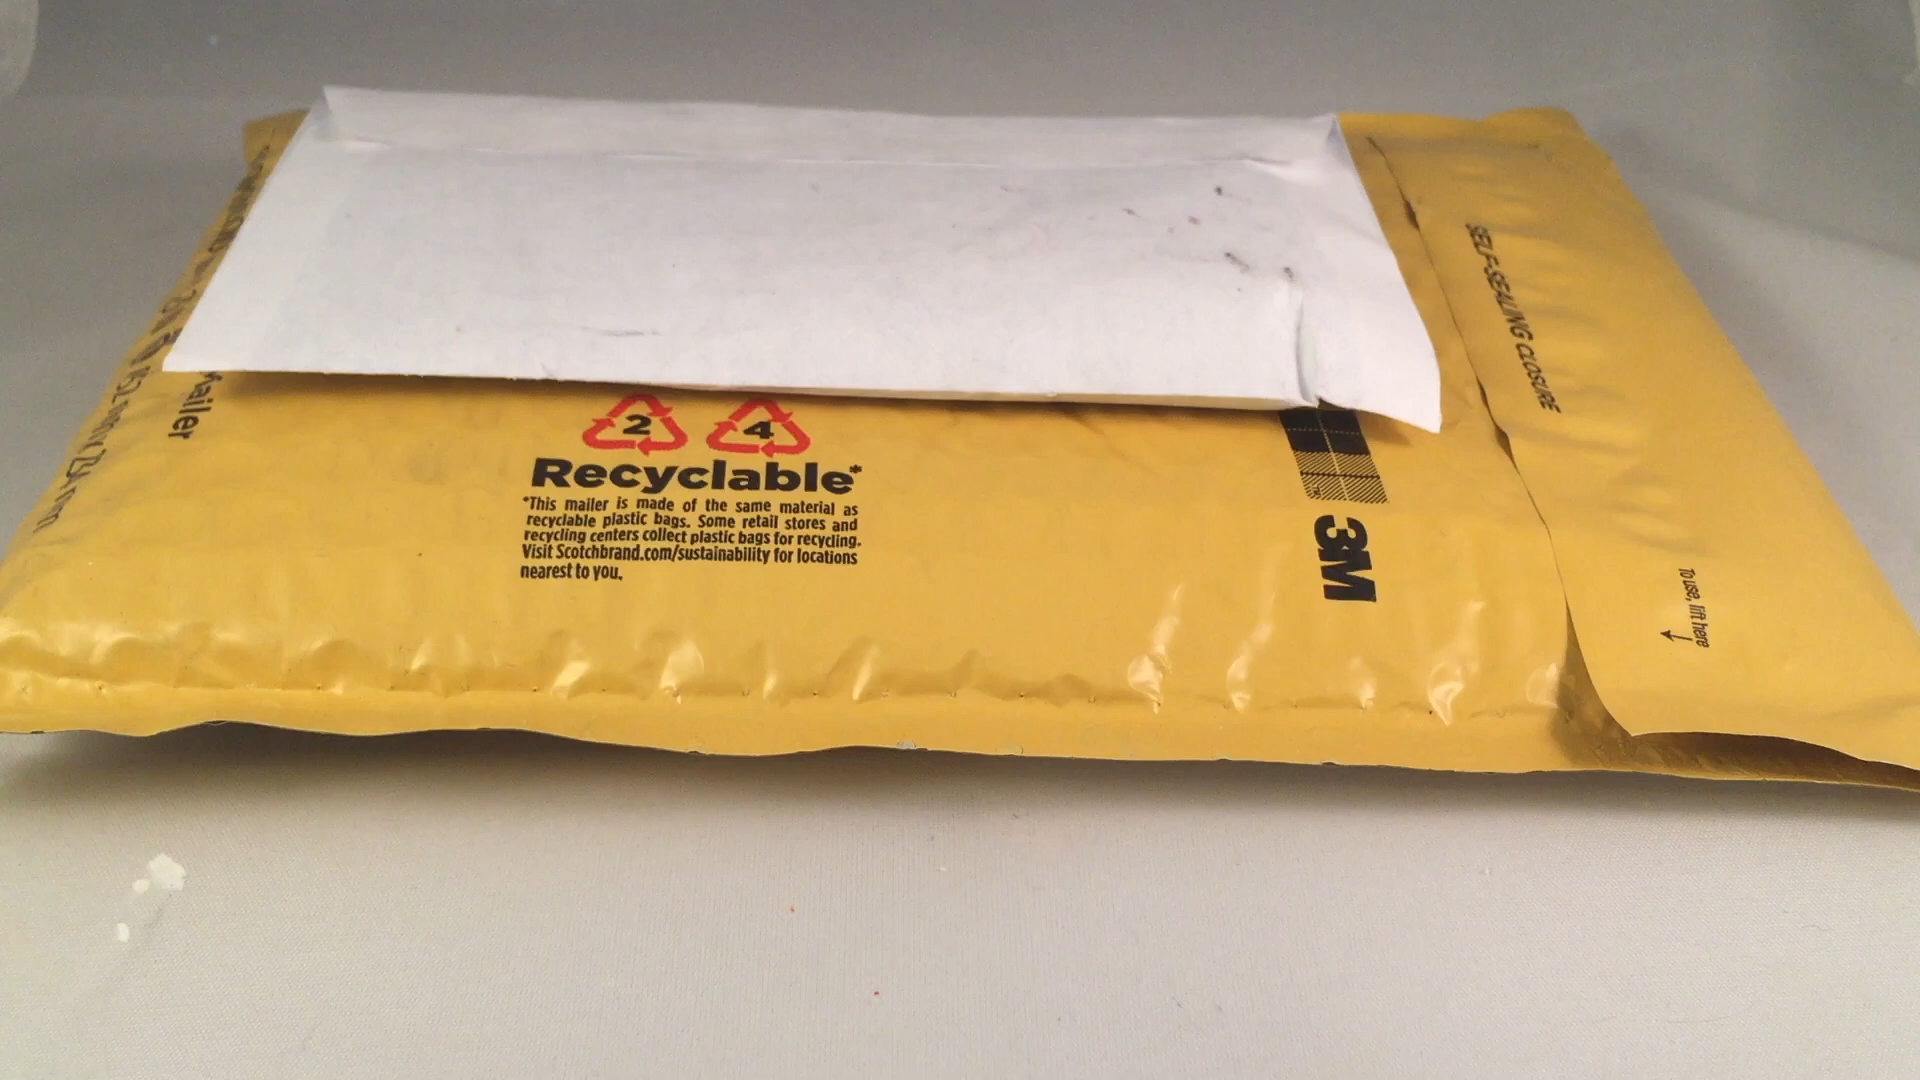 Mailer
2 4
Recyclable*
*This mailer is made of the same material as
recyclable plastic bags. Some retail stores and
recycling centers collect plastic bags for recycling.
Visit Scotchbrand.com/sustainability for locations
nearest to you.
3M
SELF-SEALING CLOSURE
To use, lift here